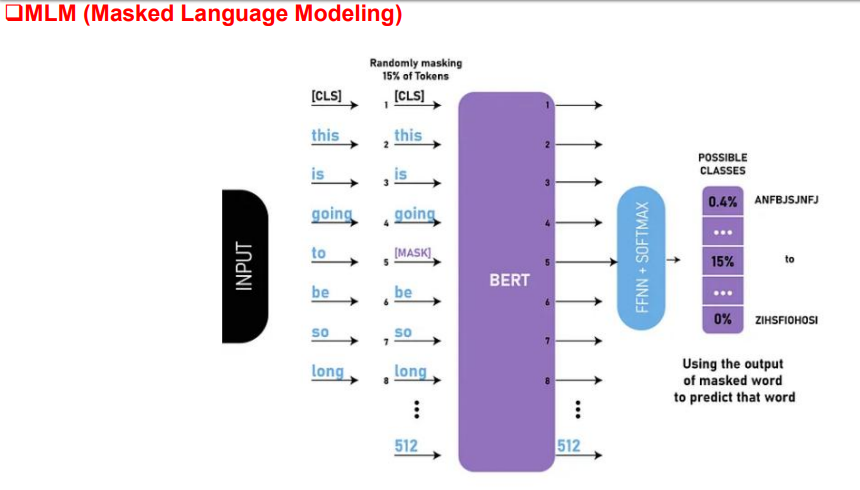 ❑MLM (Masked Language Modeling)
Randomly masking
15% of Tokens
INPUT
[CLS]
this
is
going
to
be
so
long
1 [CLS]
2 this
3 is
4 going
5 [MASK]
6 be
7 so
8 long
512
BERT
1
2
3
4
5
6
7
8
512
FFNN + SOFTMAX
POSSIBLE
CLASSES
0.4% ANFBJSJNFJ
...
15% to
...
0% ZIHSFIOHOSI
Using the output
of masked word
to predict that word